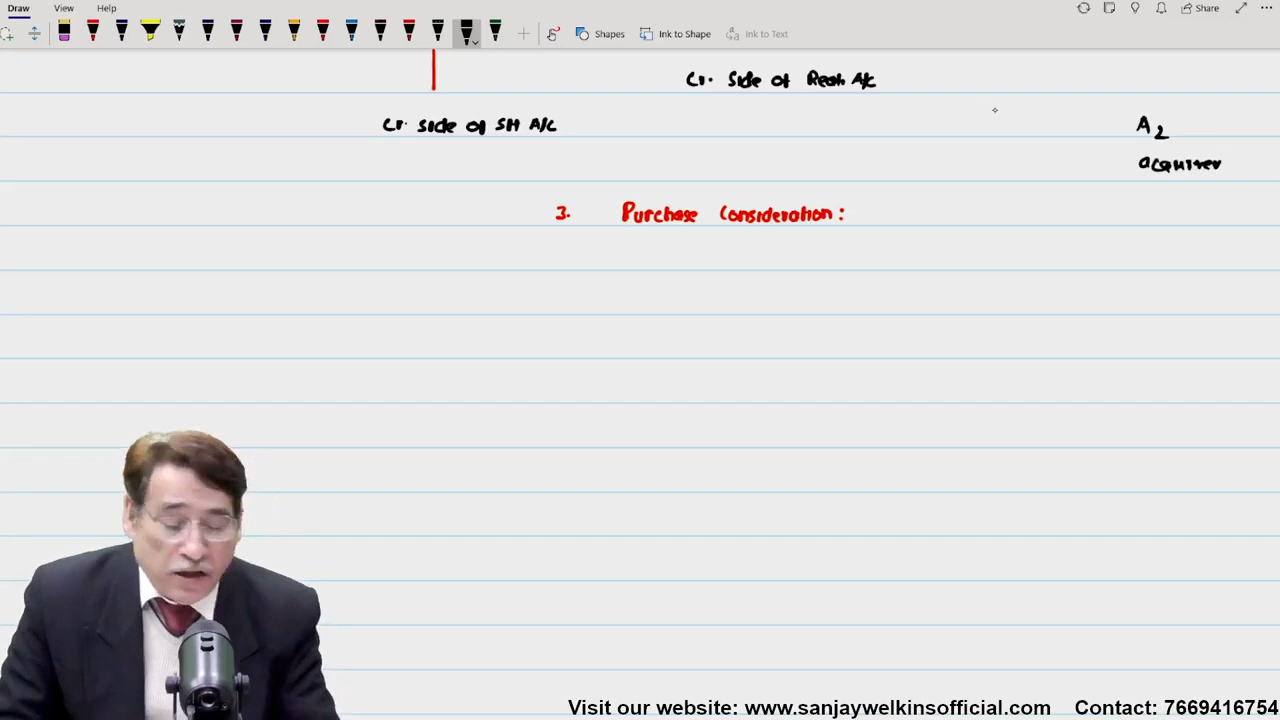 Draw View Help Share
Shapes Ink to Shape Ink to Text
Cr. Side of Realn A/c
Cr. Side of SH A/C
A2
acquirer
3. Purchase Consideration:
Visit our website: www.sanjaywelkinsofficial.com Contact: 7669416754